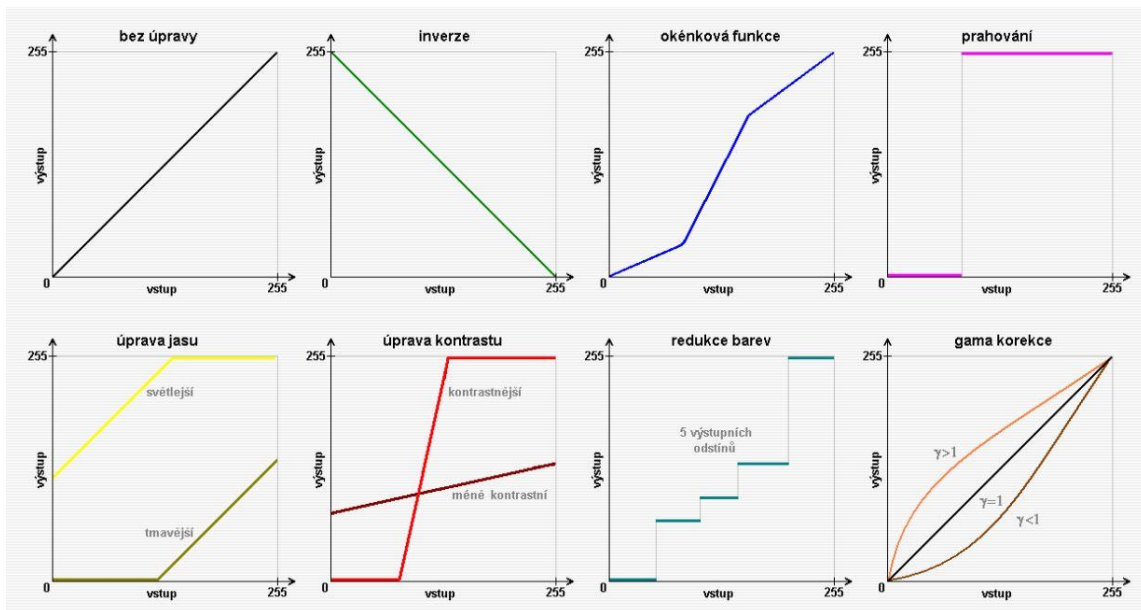 bez úpravy
255
výstup
0
vstup
255
inverze
255
výstup
0
vstup
255
okénková funkce
255
výstup
0
vstup
255
prahování
255
výstup
0
vstup
255
úprava jasu
255
světlejší
výstup
tmavější
0
vstup
255
úprava kontrastu
255
kontrastnější
výstup
méně kontrastní
0
vstup
255
redukce barev
255
5 výstupních
odstínů
výstup
0
vstup
255
gama korekce
255
γ>1
výstup
γ=1
γ<1
0
vstup
255